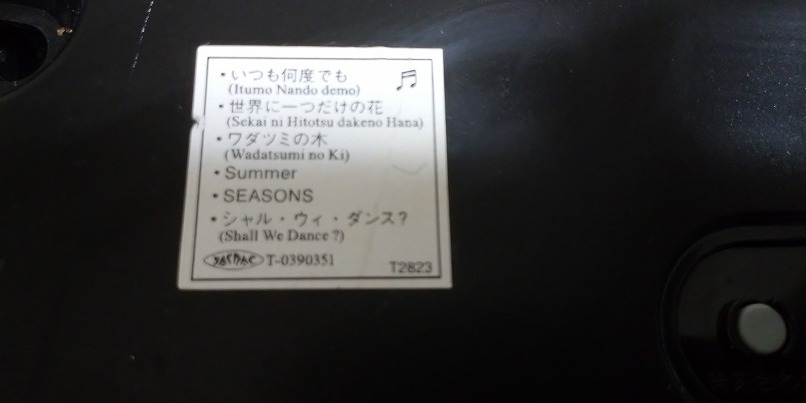 ・いつも何度でも
(Itumo Nando demo)
・世界に一つだけの花
(Sekai ni Hitotsu dakeno Hana)
・ワダツミの木
(Wadatsumi no Ki)
・Summer
・SEASONS
・シャル・ウィ・ダンス?
(Shall We Dance ?)
JASRAC T-0390351
T2823